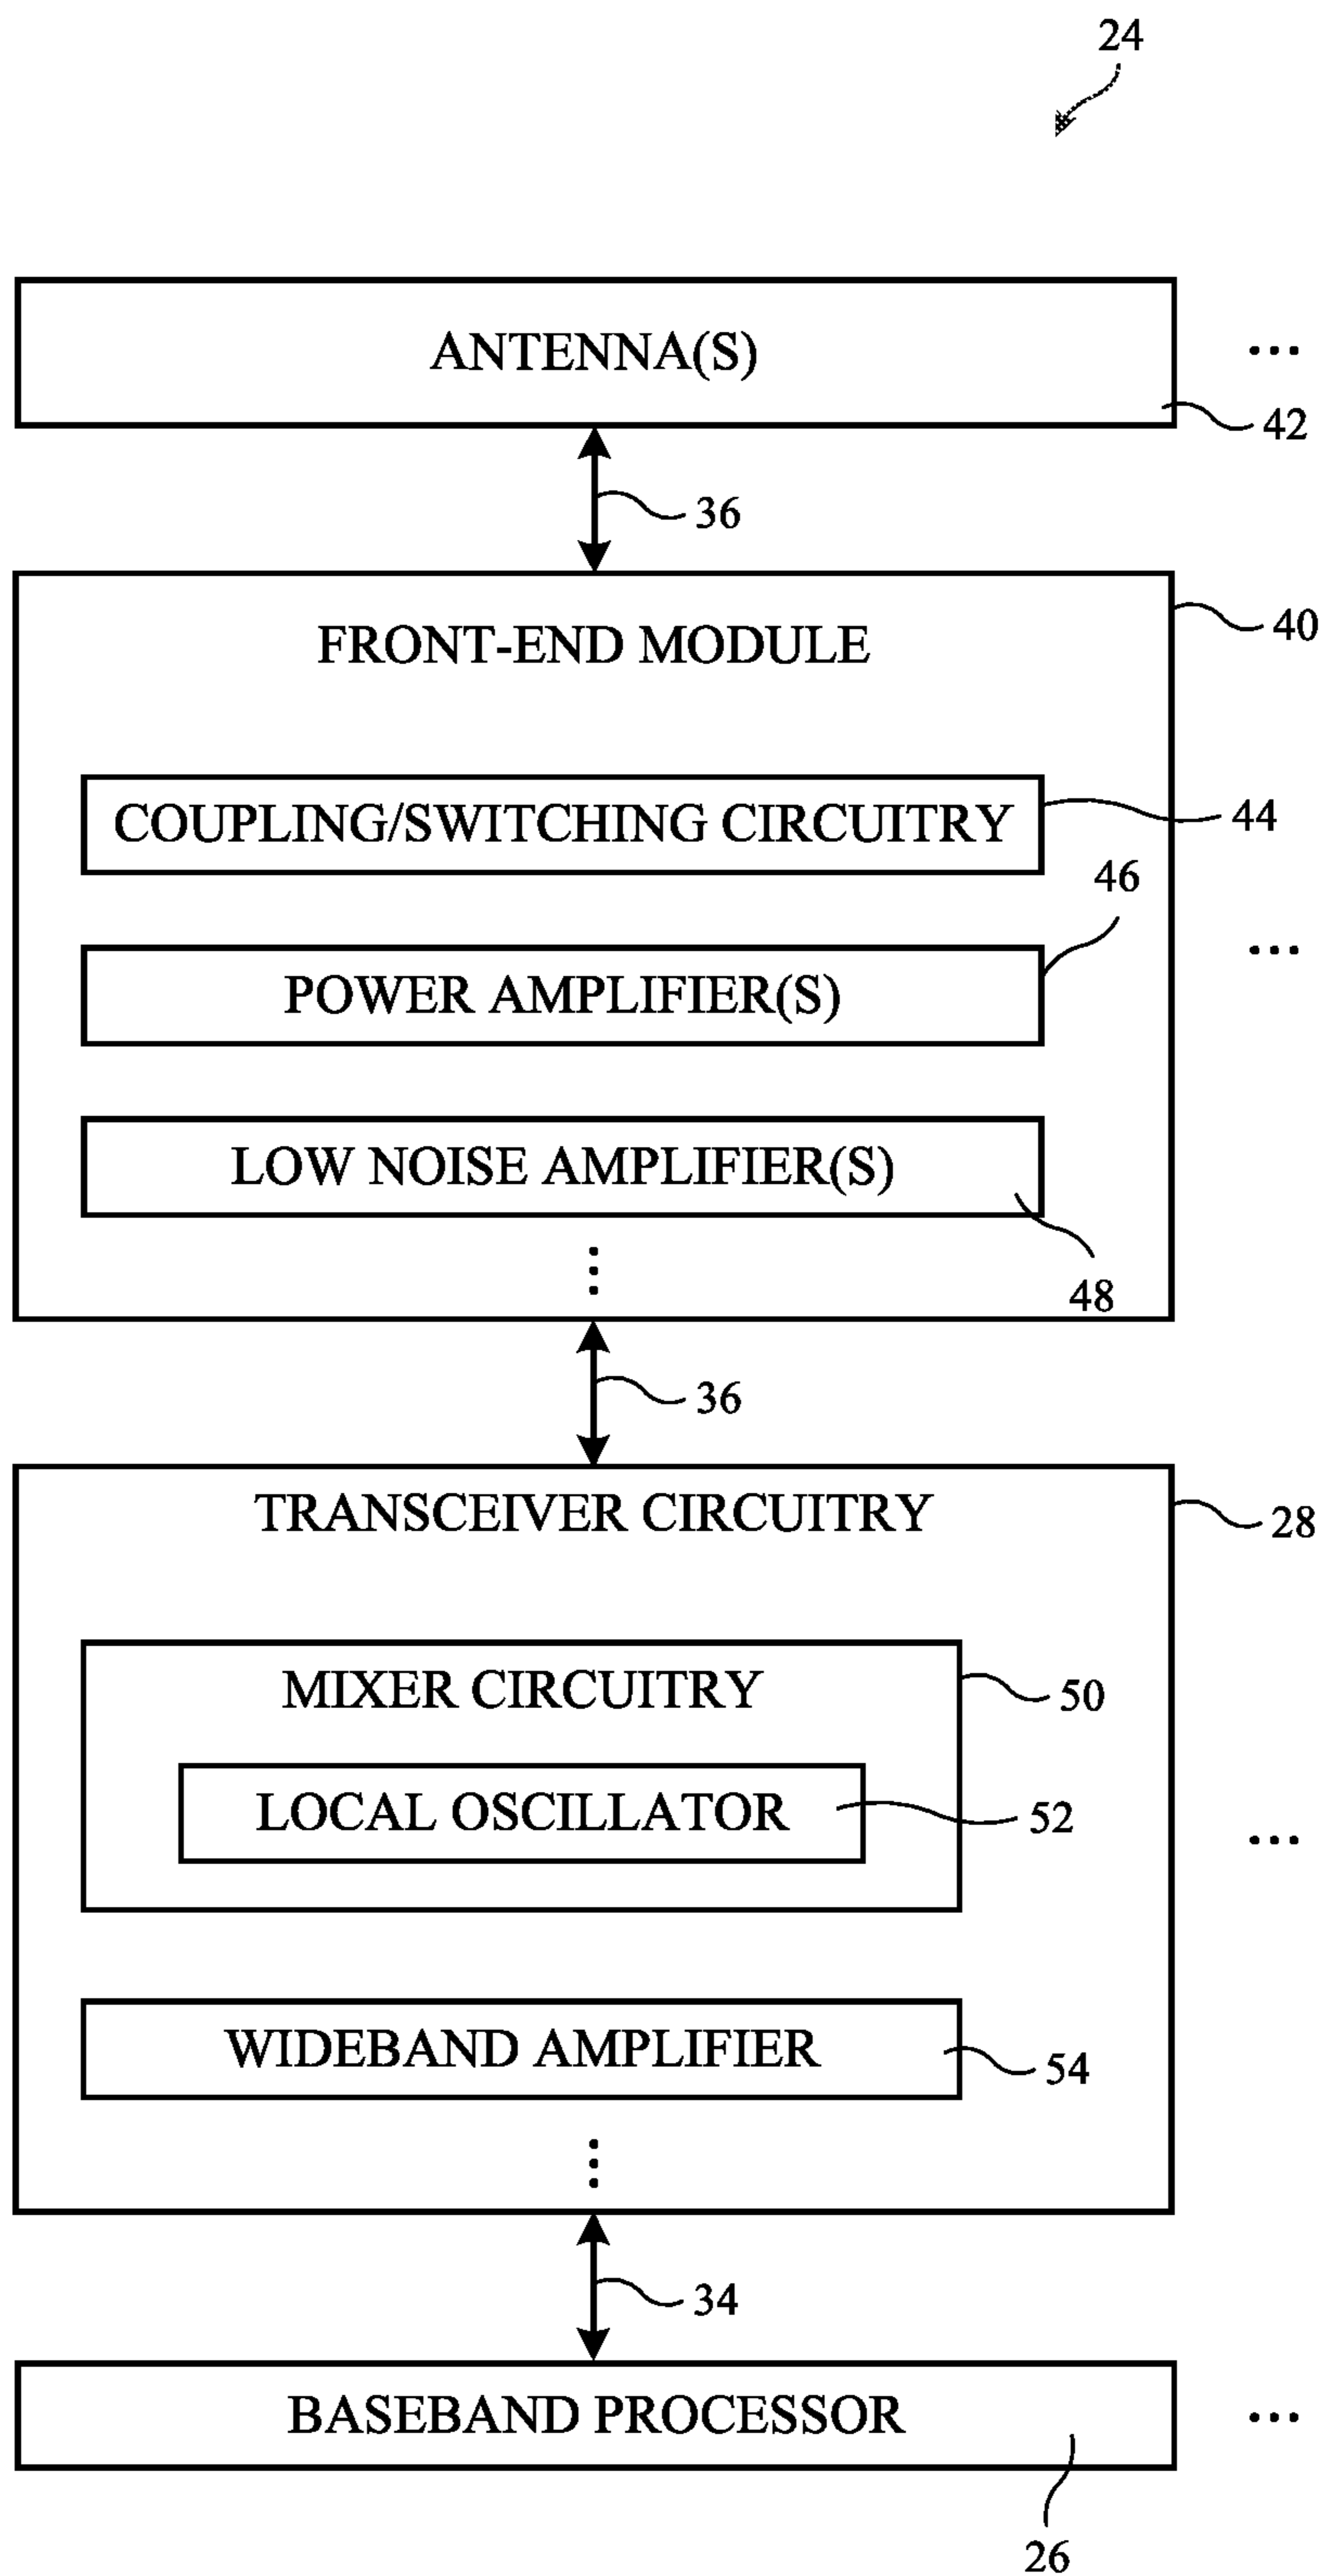 24
ANTENNA(S)
...
42
36
FRONT-END MODULE
40
COUPLING/SWITCHING CIRCUITRY
44
46
POWER AMPLIFIER(S)
...
LOW NOISE AMPLIFIER(S)
48
36
TRANSCEIVER CIRCUITRY
28
MIXER CIRCUITRY
50
LOCAL OSCILLATOR
52
...
WIDEBAND AMPLIFIER
54
34
BASEBAND PROCESSOR
...
26